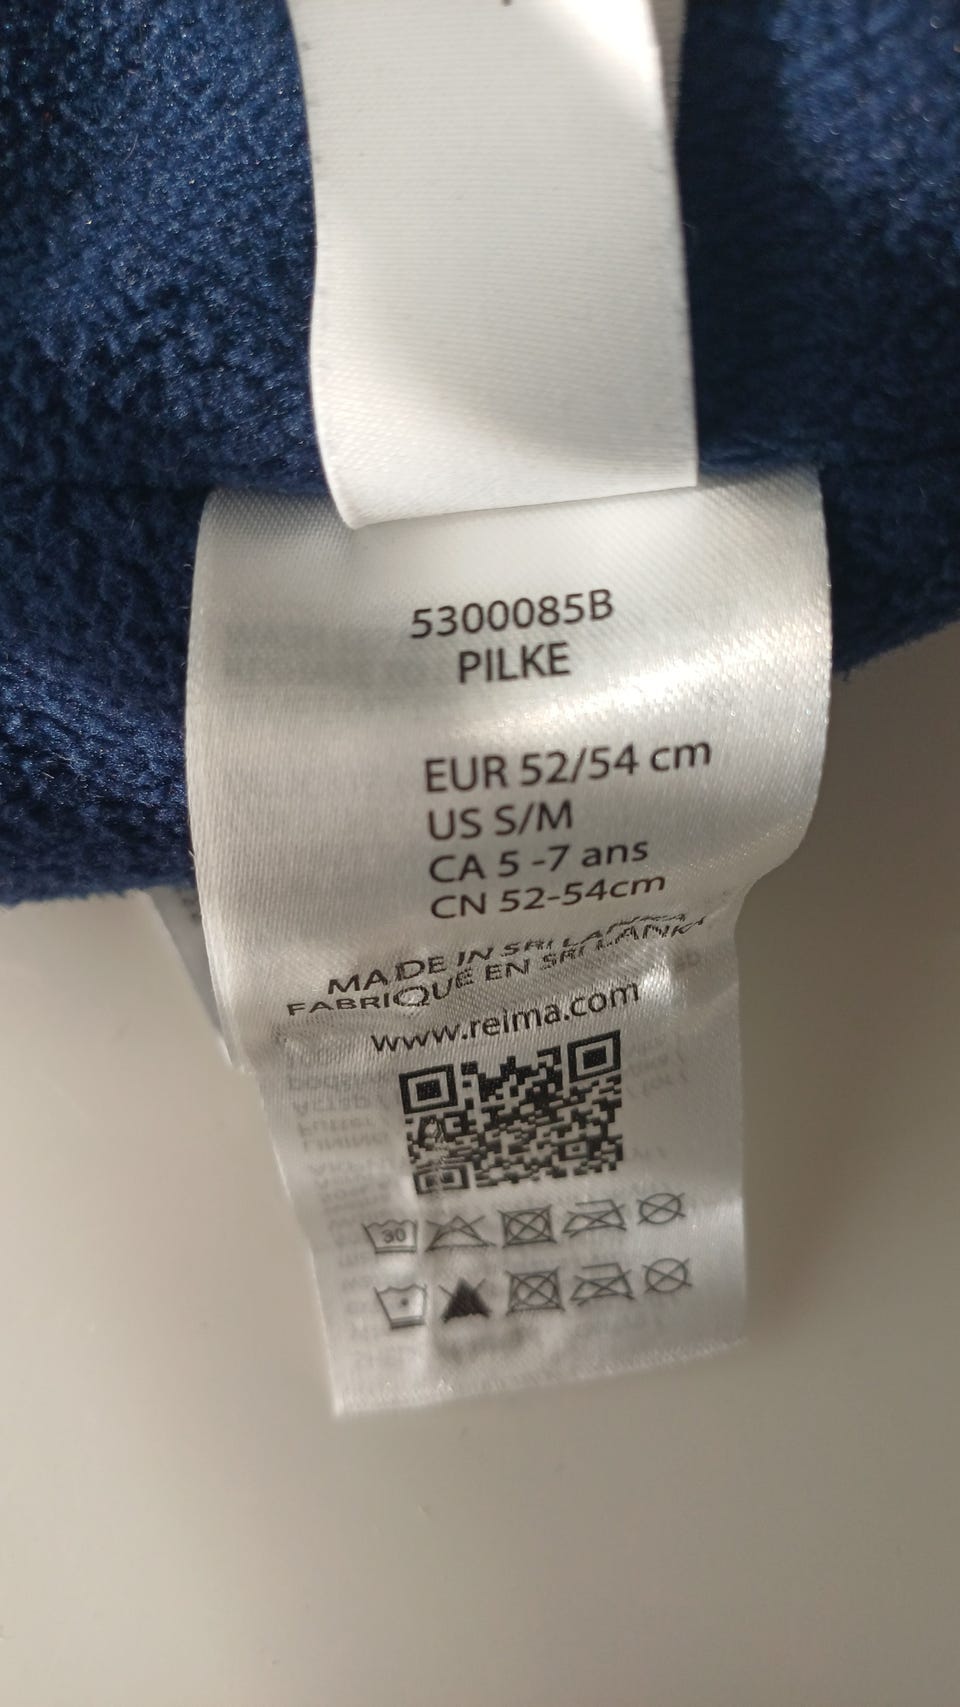 5300085B
PILKE
EUR 52/54 cm
US S/M
CA 5 -7 ans
CN 52-54cm
MADE IN SRI LANKA
FABRIQUE EN SRI LANKA
www.reima.com
30